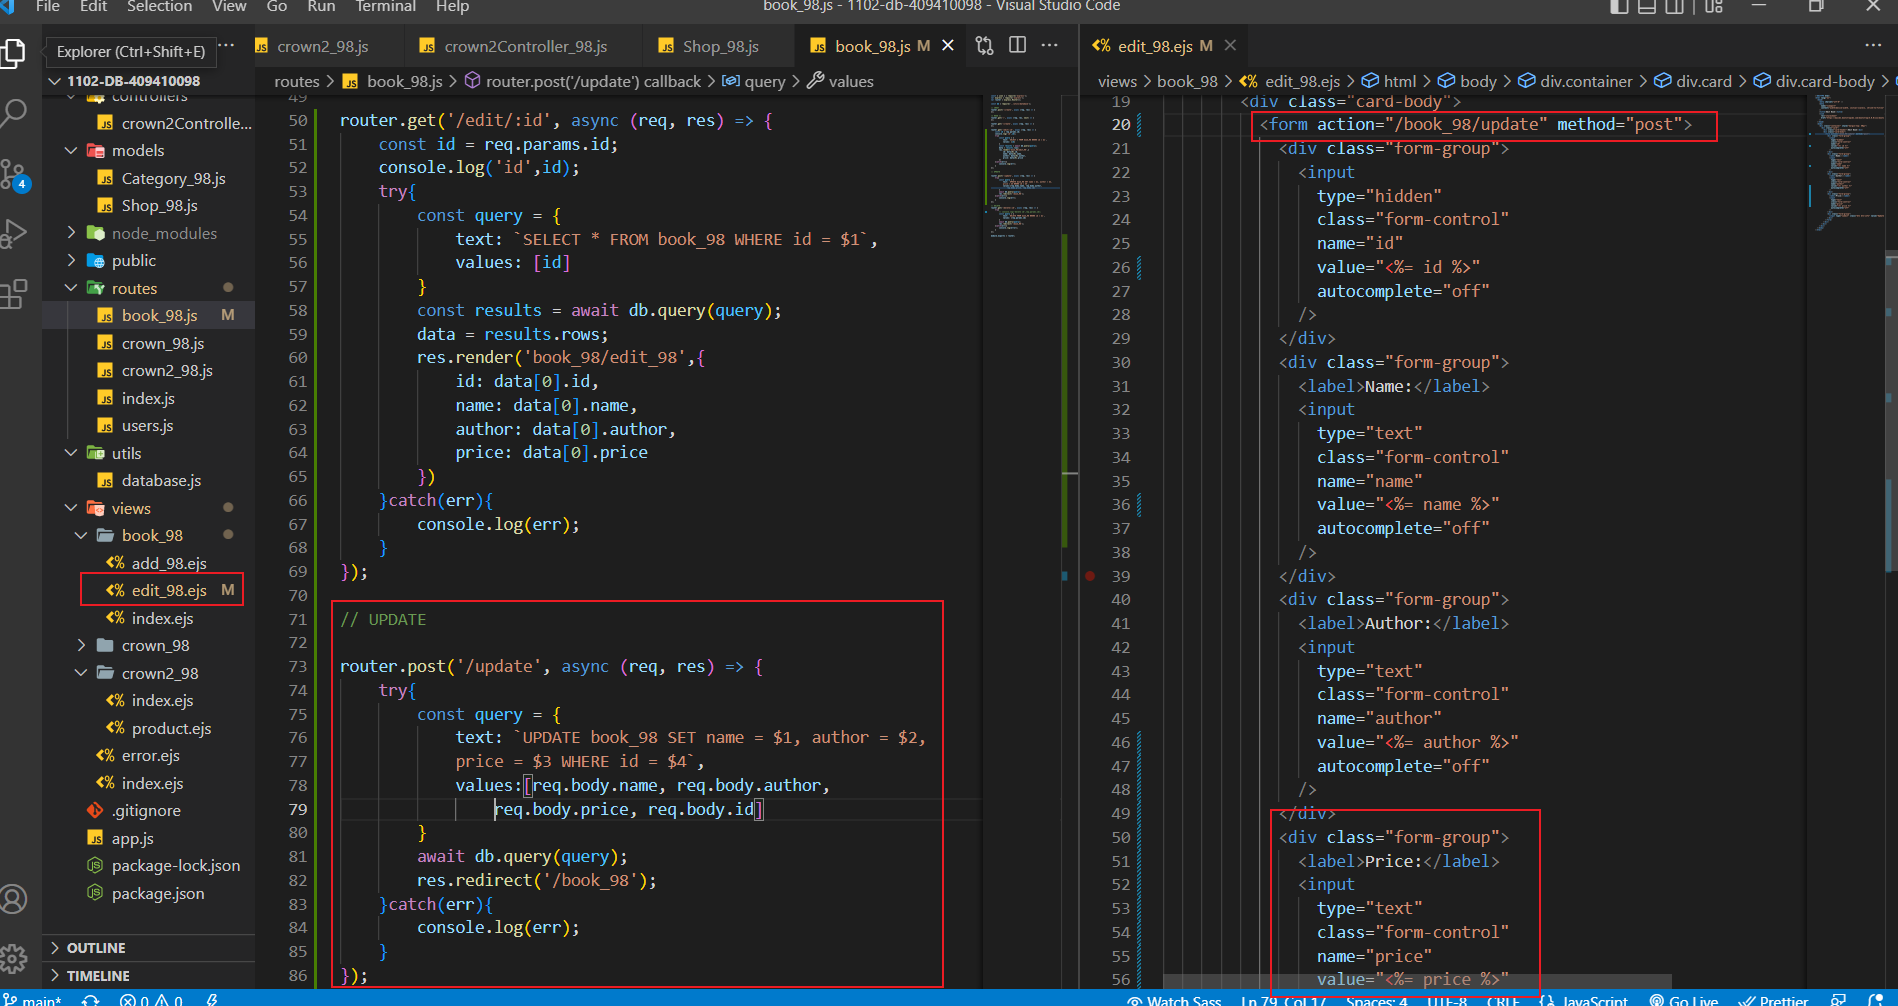 File Edit Selection View Go Run Terminal Help
book_98.js - 1102-db-409410098 - Visual Studio Code
Explorer (Ctrl+Shift+E)
1102-DB-409410098
controllers
crown2Controlle...
models
Category_98.js
Shop_98.js
node_modules
public
routes
book_98.js M
crown_98.js
crown2_98.js
index.js
users.js
utils
database.js
views
book_98
add_98.ejs
edit_98.ejs M
index.ejs
crown_98
crown2_98
index.ejs
product.ejs
error.ejs
index.ejs
.gitignore
app.js
package-lock.json
package.json
OUTLINE
TIMELINE
4
crown2_98.js crown2Controller_98.js Shop_98.js book_98.js M
routes > book_98.js > router.post('/update') callback > query > values
49
50 router.get('/edit/:id', async (req, res) => {
51 const id = req.params.id;
52 console.log('id',id);
53 try{
54 const query = {
55 text: `SELECT * FROM book_98 WHERE id = $1`,
56 values: [id]
57 }
58 const results = await db.query(query);
59 data = results.rows;
60 res.render('book_98/edit_98',{
61 id: data[0].id,
62 name: data[0].name,
63 author: data[0].author,
64 price: data[0].price
65 })
66 }catch(err){
67 console.log(err);
68 }
69 });
70
71 // UPDATE
72
73 router.post('/update', async (req, res) => {
74 try{
75 const query = {
76 text: `UPDATE book_98 SET name = $1, author = $2,
77 price = $3 WHERE id = $4`,
78 values:[req.body.name, req.body.author,
79 req.body.price, req.body.id]
80 }
81 await db.query(query);
82 res.redirect('/book_98');
83 }catch(err){
84 console.log(err);
85 }
86 });
edit_98.ejs M
views > book_98 > edit_98.ejs > html > body > div.container > div.card > div.card-body >
19 <div class="card-body">
20 <form action="/book_98/update" method="post">
21 <div class="form-group">
22 <input
23 type="hidden"
24 class="form-control"
25 name="id"
26 value="<%= id %>"
27 autocomplete="off"
28 />
29 </div>
30 <div class="form-group">
31 <label>Name:</label>
32 <input
33 type="text"
34 class="form-control"
35 name="name"
36 value="<%= name %>"
37 autocomplete="off"
38 />
39 </div>
40 <div class="form-group">
41 <label>Author:</label>
42 <input
43 type="text"
44 class="form-control"
45 name="author"
46 value="<%= author %>"
47 autocomplete="off"
48 />
49 </div>
50 <div class="form-group">
51 <label>Price:</label>
52 <input
53 type="text"
54 class="form-control"
55 name="price"
56 value="<%= price %>"
main* 0 0 Watch Sass Ln 79, Col 17 Spaces: 4 UTF-8 CRLF {} JavaScript Go Live Prettier